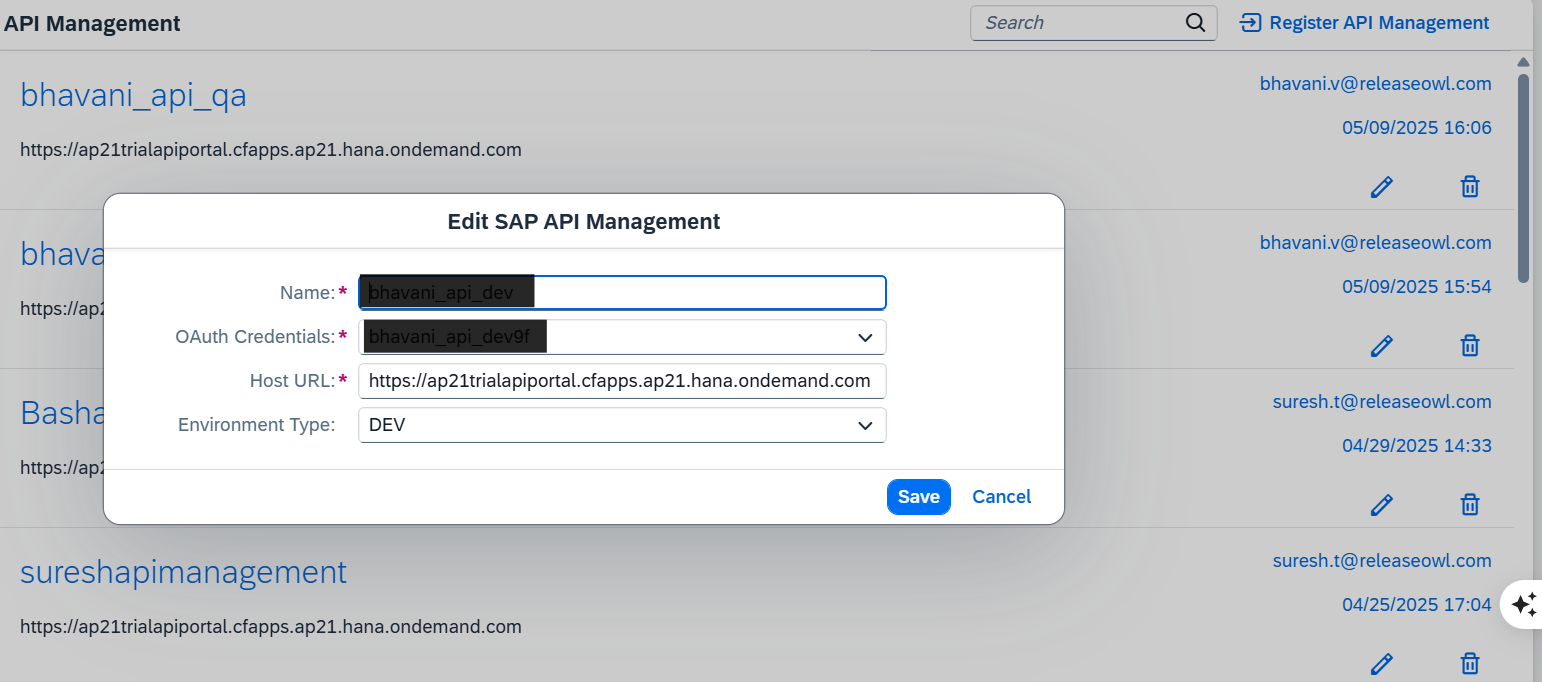 API Management
Search
Register API Management
bhavani_api_qa
bhavani.v@releaseowl.com
05/09/2025 16:06
https://ap21trialapiportal.cfapps.ap21.hana.ondemand.com
Edit SAP API Management
bhava
bhavani.v@releaseowl.com
05/09/2025 15:54
https://ap2
Name:*
bhavani_api_dev
OAuth Credentials:*
bhavani_api_dev9f
Host URL:*
https://ap21trialapiportal.cfapps.ap21.hana.ondemand.com
Environment Type:
DEV
Basha
suresh.t@releaseowl.com
04/29/2025 14:33
https://ap2
Save
Cancel
sureshapimanagement
suresh.t@releaseowl.com
04/25/2025 17:04
https://ap21trialapiportal.cfapps.ap21.hana.ondemand.com